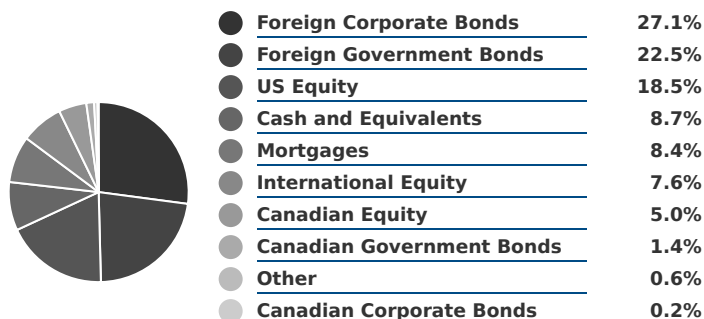 Foreign Corporate Bonds 27.1%
Foreign Government Bonds 22.5%
US Equity 18.5%
Cash and Equivalents 8.7%
Mortgages 8.4%
International Equity 7.6%
Canadian Equity 5.0%
Canadian Government Bonds 1.4%
Other 0.6%
Canadian Corporate Bonds 0.2%